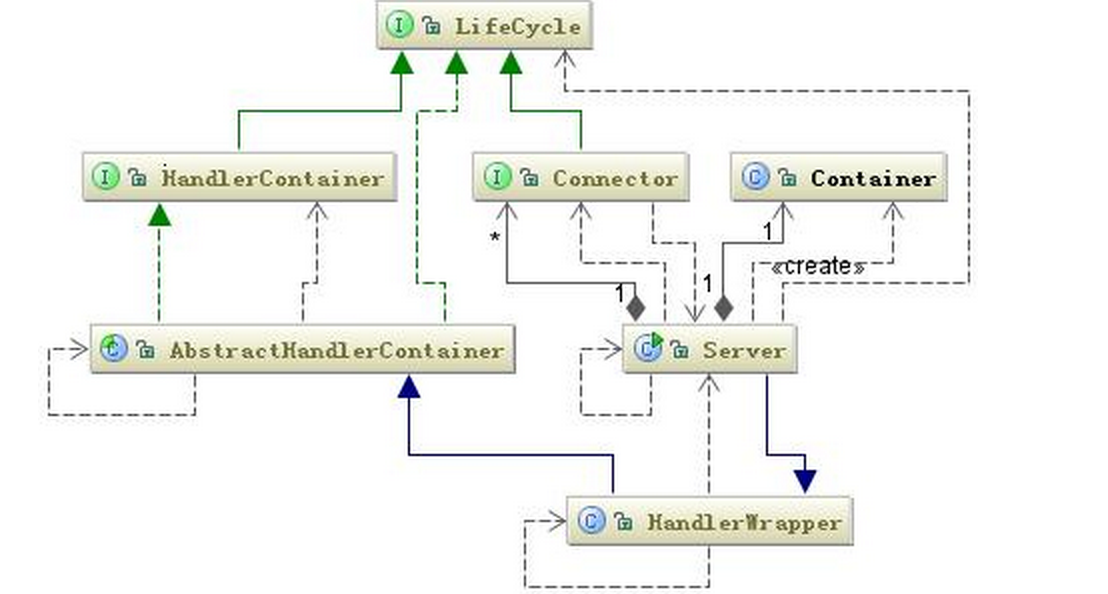 I LifeCycle
I HandlerContainer
I Connector
C Container
*
1
«create»
1
1
C AbstractHandlerContainer
C Server
C HandlerWrapper